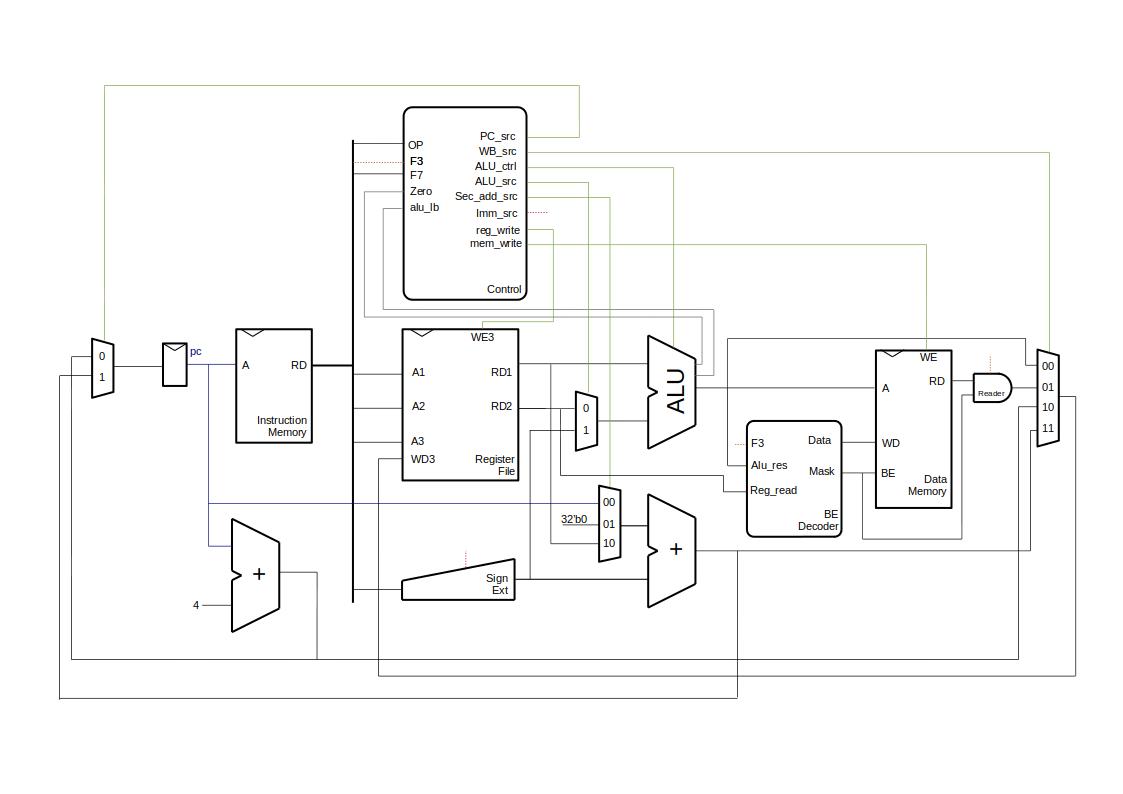 OP
F3
F7
Zero
alu_lb
PC_src
WB_src
ALU_ctrl
ALU_src
Sec_add_src
Imm_src
reg_write
mem_write
Control
0
1
pc
A
RD
Instruction
Memory
WE3
A1
A2
A3
WD3
RD1
RD2
Register
File
0
1
ALU
F3
Alu_res
Reg_read
Data
Mask
BE
Decoder
WE
A
WD
BE
RD
Data
Memory
Reader
00
01
10
11
00
01
10
32'b0
+
4
+
Sign
Ext